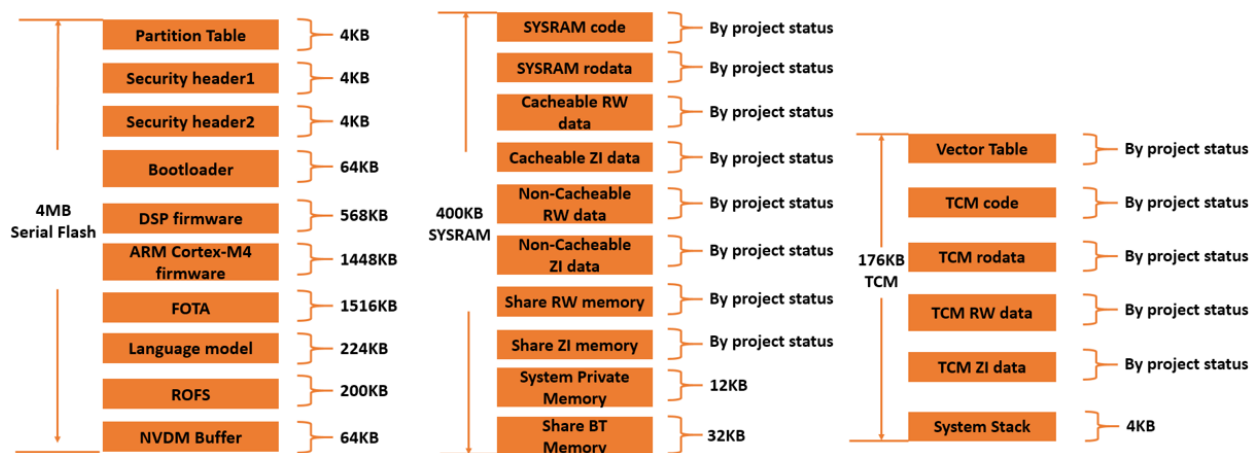 4MB
Serial Flash
Partition Table
4KB
Security header1
4KB
Security header2
4KB
Bootloader
64KB
DSP firmware
568KB
ARM Cortex-M4
firmware
1448KB
FOTA
1516KB
Language model
224KB
ROFS
200KB
NVDM Buffer
64KB
400KB
SYSRAM
SYSRAM code
By project status
SYSRAM rodata
By project status
Cacheable RW
data
By project status
Cacheable ZI data
By project status
Non-Cacheable
RW data
By project status
Non-Cacheable
ZI data
By project status
Share RW memory
By project status
Share ZI memory
By project status
System Private
Memory
12KB
Share BT
Memory
32KB
176KB
TCM
Vector Table
By project status
TCM code
By project status
TCM rodata
By project status
TCM RW data
By project status
TCM ZI data
By project status
System Stack
4KB